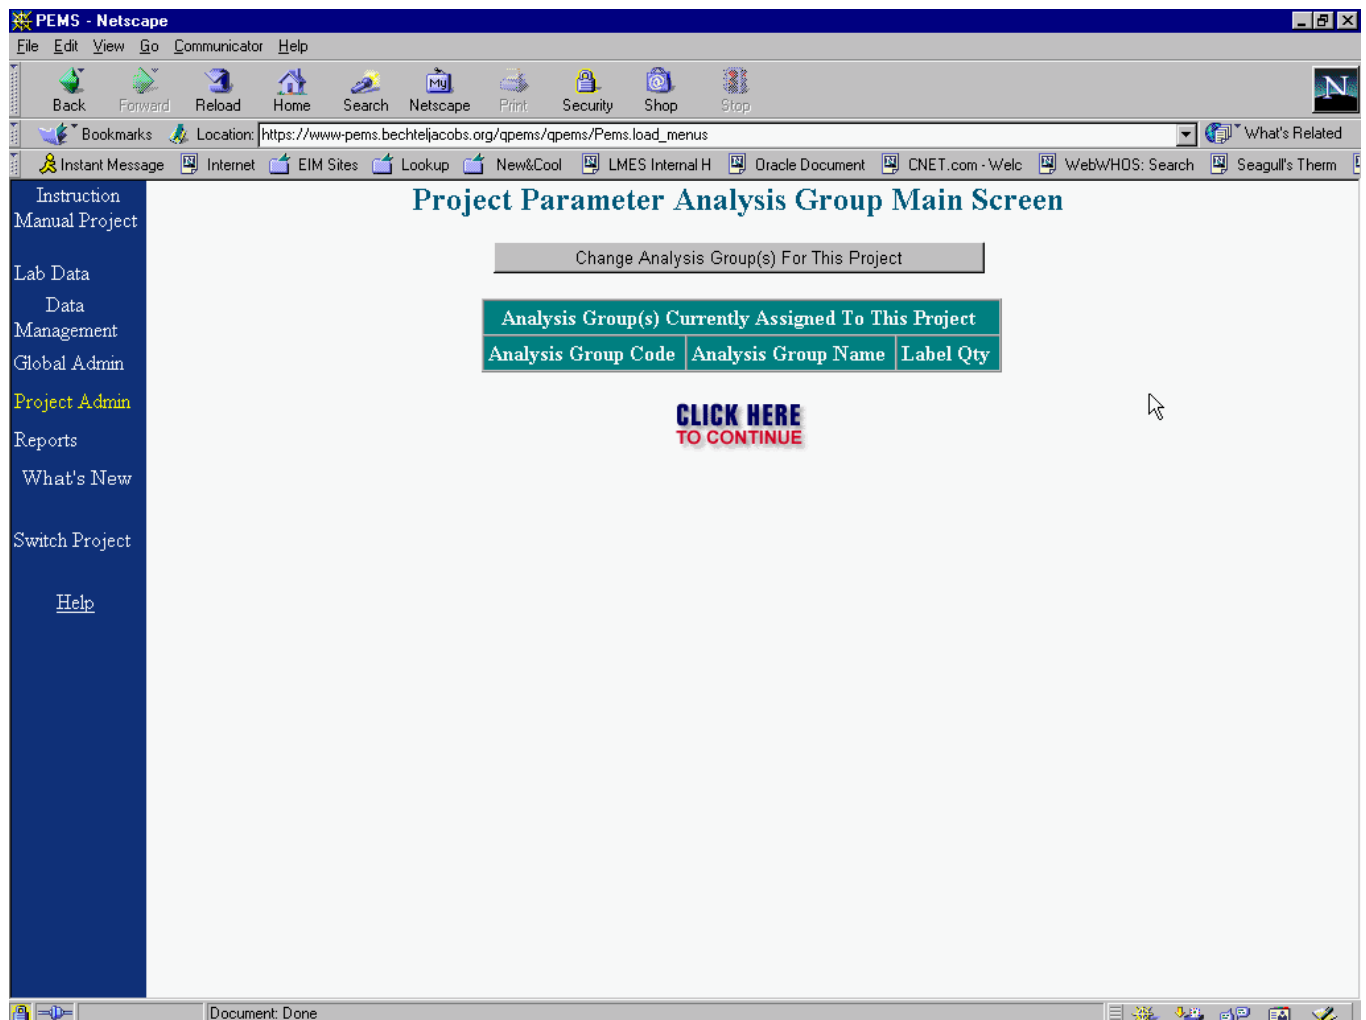 PEMS - Netscape
File Edit View Go Communicator Help
Back Forward Reload Home Search Netscape Print Security Shop Stop
My
N
Bookmarks Location: https://www-pems.bechteljacobs.org/qpems/qpems/Pems.load_menus What's Related
Instant Message Internet EIM Sites Lookup New&Cool LMES Internal H Oracle Document CNET.com - Welc WebWHOS: Search Seagull's Therm
Instruction
Manual Project
Lab Data
Data
Management
Global Admin
Project Admin
Reports
What's New
Switch Project
Help
Project Parameter Analysis Group Main Screen
Change Analysis Group(s) For This Project
Analysis Group(s) Currently Assigned To This Project
Analysis Group Code Analysis Group Name Label Qty
CLICK HERE
TO CONTINUE
Document: Done